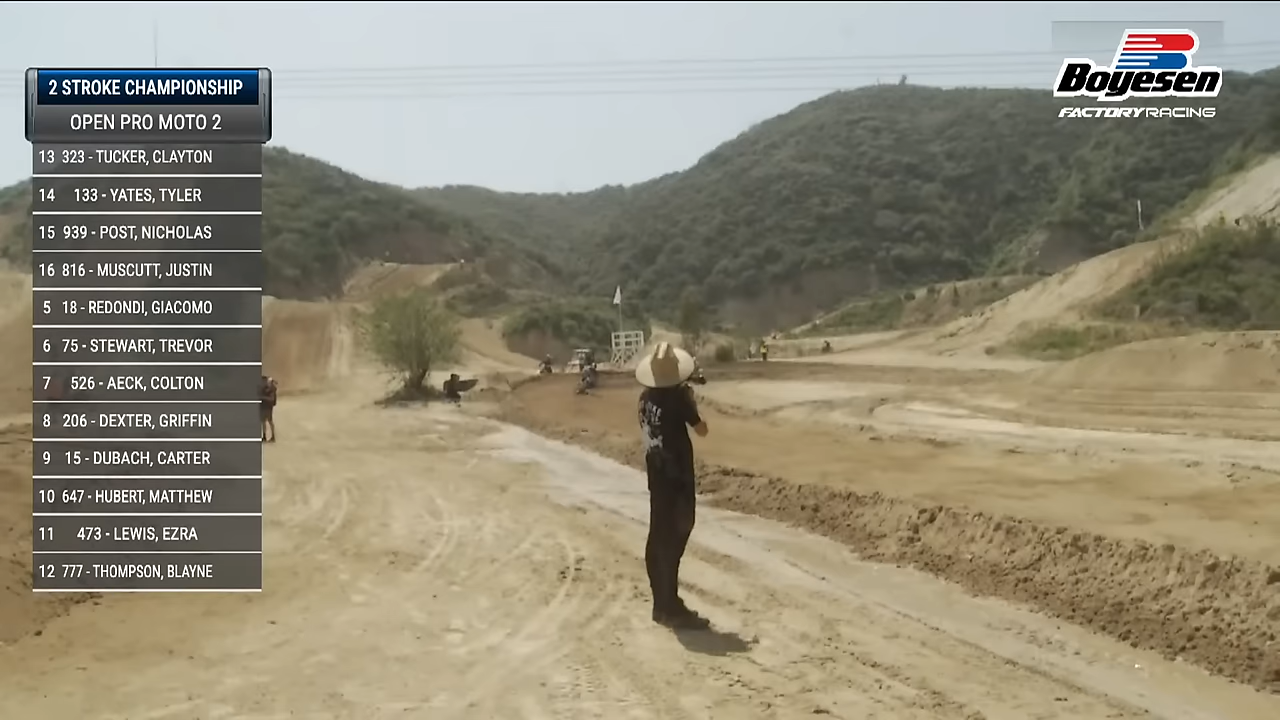 2 STROKE CHAMPIONSHIP
OPEN PRO MOTO 2
13 323 - TUCKER, CLAYTON
14 133 - YATES, TYLER
15 939 - POST, NICHOLAS
16 816 - MUSCUTT, JUSTIN
5 18 - REDONDI, GIACOMO
6 75 - STEWART, TREVOR
7 526 - AECK, COLTON
8 206 - DEXTER, GRIFFIN
9 15 - DUBACH, CARTER
10 647 - HUBERT, MATTHEW
11 473 - LEWIS, EZRA
12 777 - THOMPSON, BLAYNE
Boyesen
FACTORY RACING